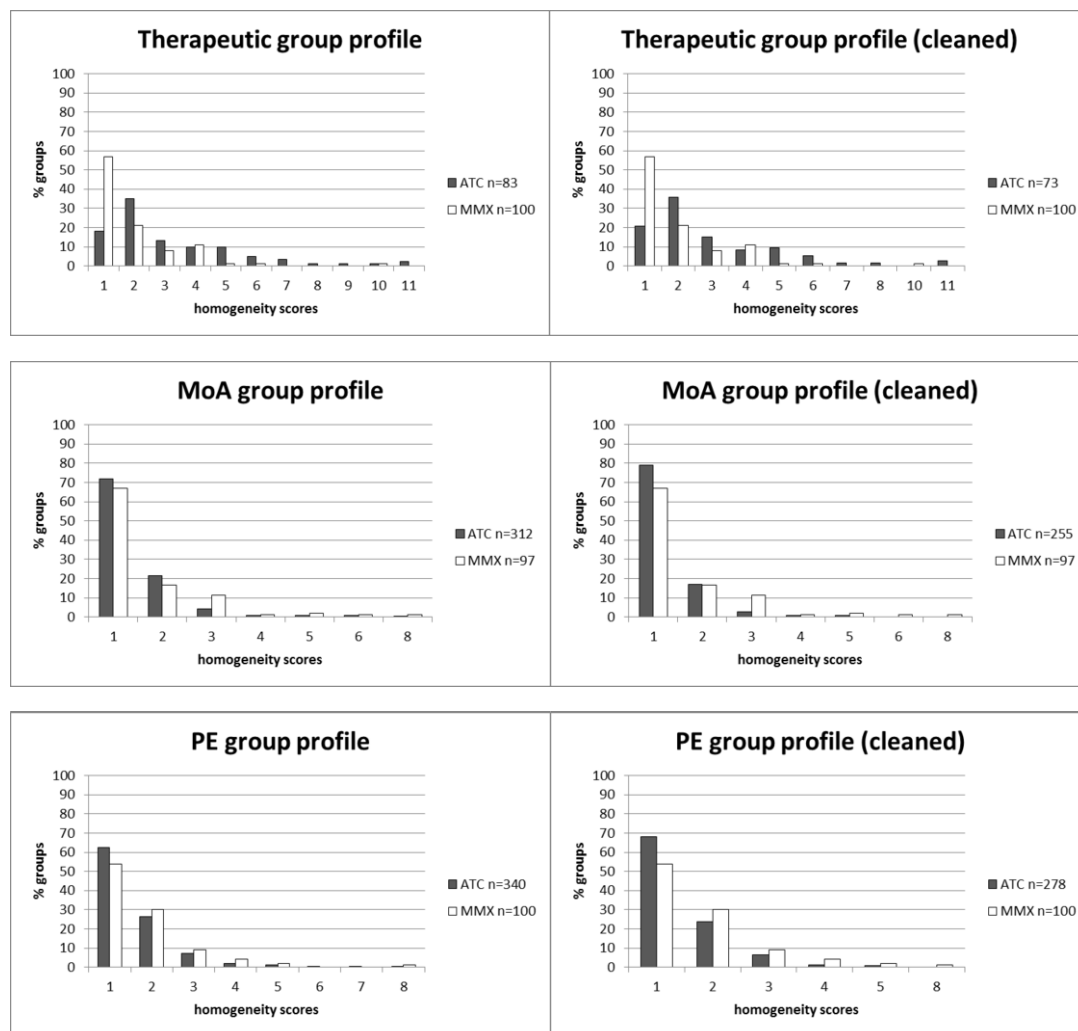 Therapeutic group profile
100
90
80
70
60
50
40
30
20
10
0
% groups
1 2 3 4 5 6 7 8 9 10 11
homogeneity scores
ATC n=83
MMX n=100
Therapeutic group profile (cleaned)
100
90
80
70
60
50
40
30
20
10
0
% groups
1 2 3 4 5 6 7 8 10 11
homogeneity scores
ATC n=73
MMX n=100
MoA group profile
100
90
80
70
60
50
40
30
20
10
0
% groups
1 2 3 4 5 6 8
homogeneity scores
ATC n=312
MMX n=97
MoA group profile (cleaned)
100
90
80
70
60
50
40
30
20
10
0
% groups
1 2 3 4 5 6 8
homogeneity scores
ATC n=255
MMX n=97
PE group profile
100
90
80
70
60
50
40
30
20
10
0
% groups
1 2 3 4 5 6 7 8
homogeneity scores
ATC n=340
MMX n=100
PE group profile (cleaned)
100
90
80
70
60
50
40
30
20
10
0
% groups
1 2 3 4 5 8
homogeneity scores
ATC n=278
MMX n=100